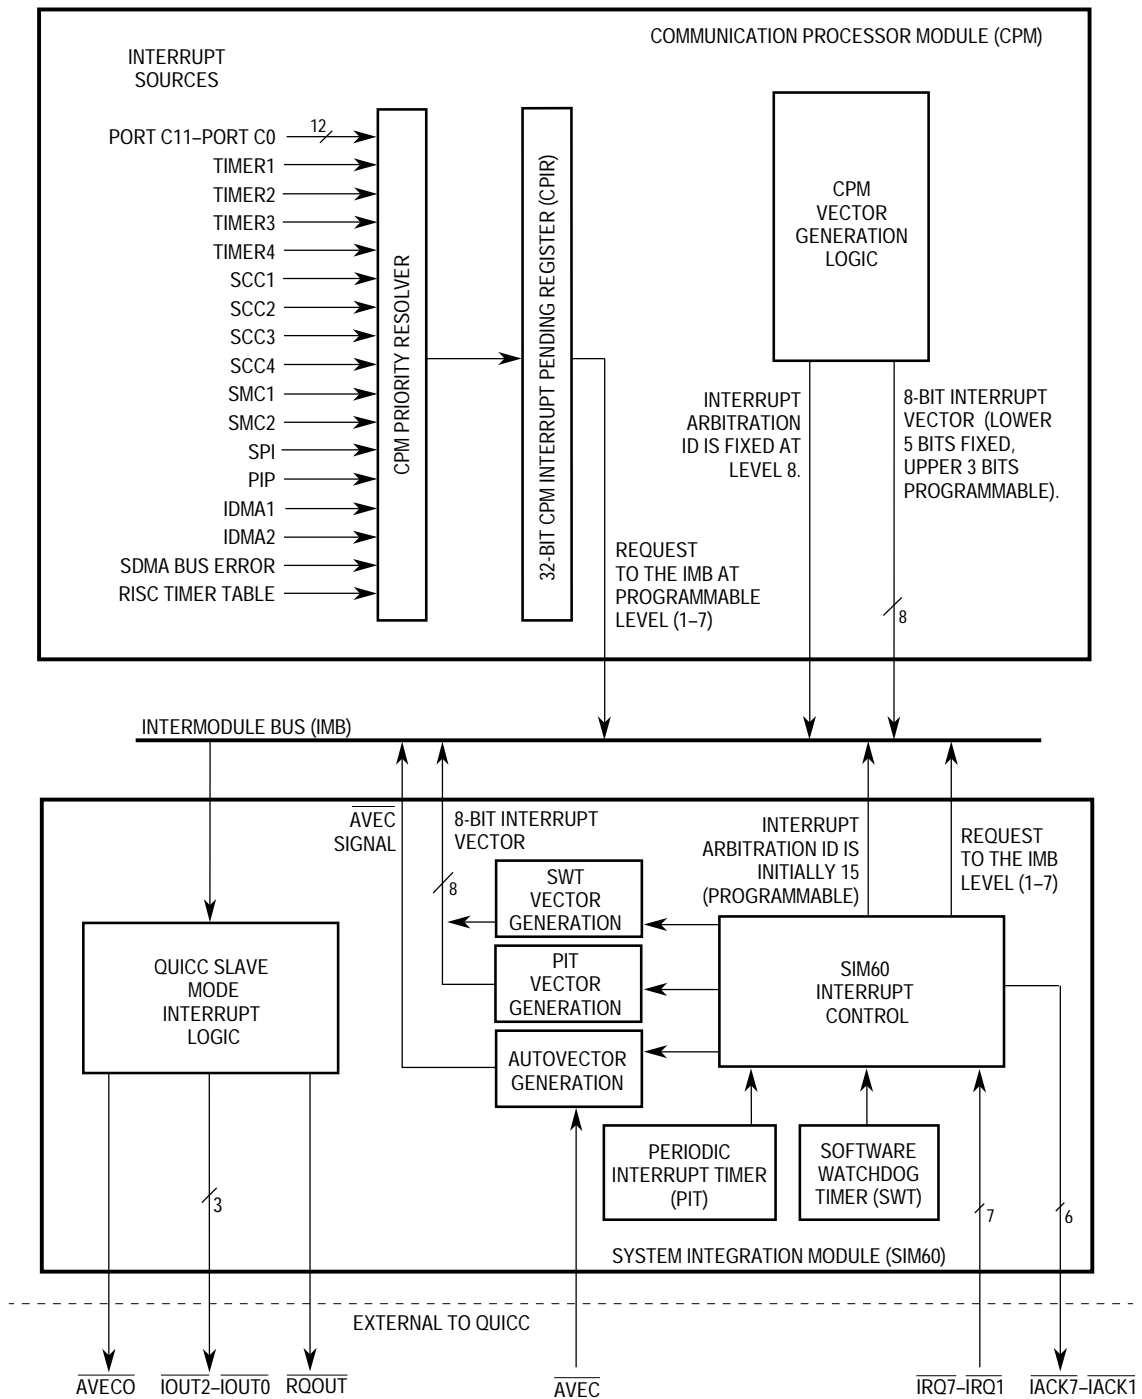 COMMUNICATION PROCESSOR MODULE (CPM)
INTERRUPT
SOURCES
PORT C11–PORT C0
12
TIMER1
TIMER2
TIMER3
TIMER4
SCC1
SCC2
SCC3
SCC4
SMC1
SMC2
SPI
PIP
IDMA1
IDMA2
SDMA BUS ERROR
RISC TIMER TABLE
CPM PRIORITY RESOLVER
32-BIT CPM INTERRUPT PENDING REGISTER (CPIR)
CPM
VECTOR
GENERATION
LOGIC
REQUEST
TO THE IMB AT
PROGRAMMABLE
LEVEL (1–7)
INTERRUPT
ARBITRATION
ID IS FIXED AT
LEVEL 8.
8-BIT INTERRUPT
VECTOR (LOWER
5 BITS FIXED,
UPPER 3 BITS
PROGRAMMABLE).
8
INTERMODULE BUS (IMB)
AVEC
SIGNAL
8-BIT INTERRUPT
VECTOR
8
INTERRUPT
ARBITRATION ID IS
INITIALLY 15
(PROGRAMMABLE)
REQUEST
TO THE IMB
LEVEL (1–7)
QUICC SLAVE
MODE
INTERRUPT
LOGIC
SWT
VECTOR
GENERATION
PIT
VECTOR
GENERATION
AUTOVECTOR
GENERATION
SIM60
INTERRUPT
CONTROL
PERIODIC
INTERRUPT TIMER
(PIT)
SOFTWARE
WATCHDOG
TIMER (SWT)
3
7
6
SYSTEM INTEGRATION MODULE (SIM60)
EXTERNAL TO QUICC
AVECO
IOUT2–IOUT0
RQOUT
AVEC
IRQ7–IRQ1
IACK7–IACK1